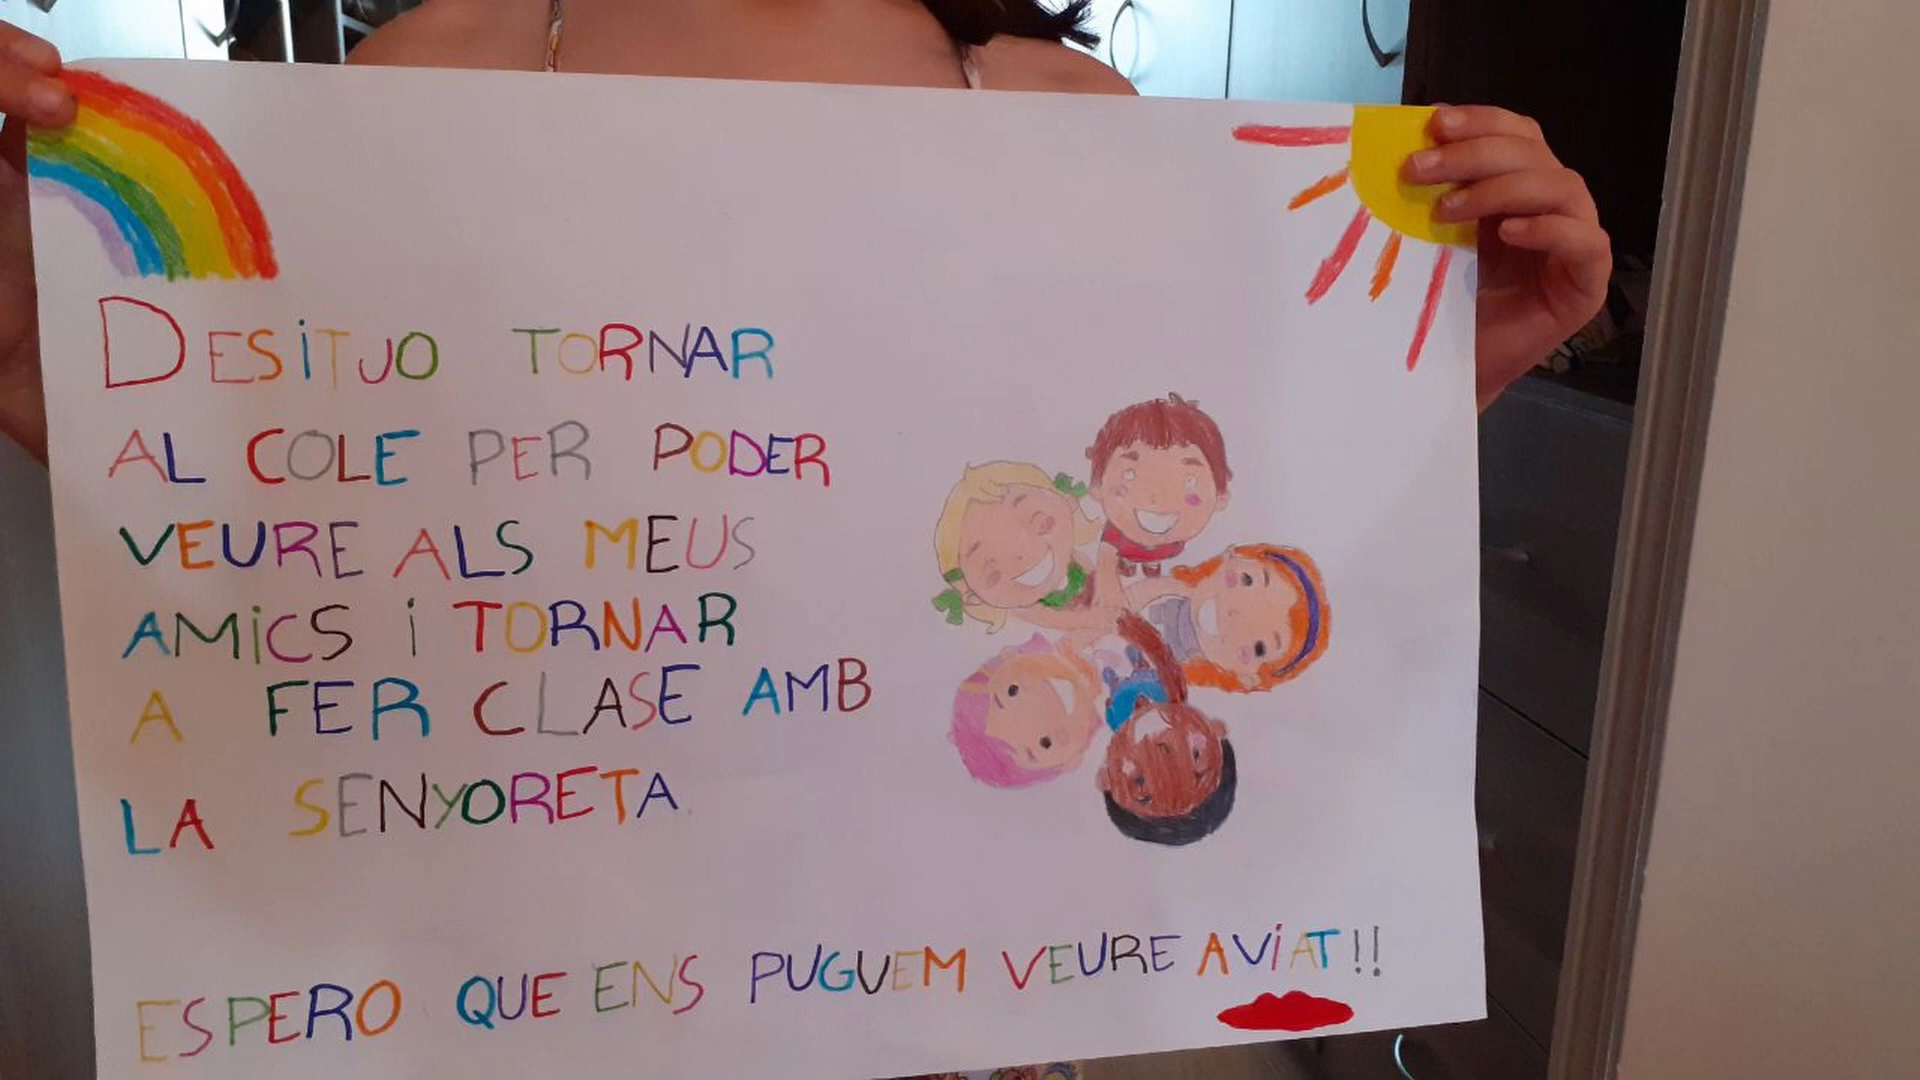 DESiTJO TORNAR
AL COLE PER PODER
VEURE ALS MEUS
AMiCS i TORNAR
A FER CLASE AMB
LA SENYORETA.
ESPERO QUE ENS PUGUEM VEURE AViAT!!